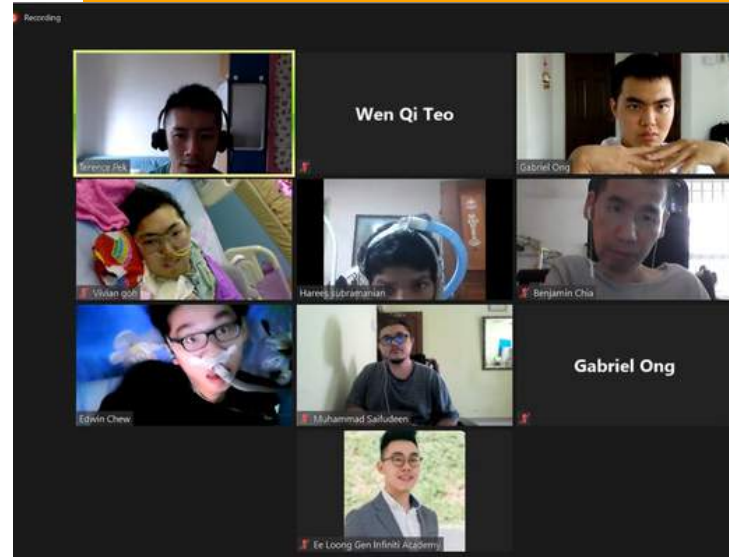 Recording
Terence Pek
Wen Qi Teo
Gabriel Ong
Vivian goh
Harees subramanian
Benjamin Chia
Edwin Chew
Muhammad Saifudeen
Gabriel Ong
Ee Loong Gen Infiniti Academy